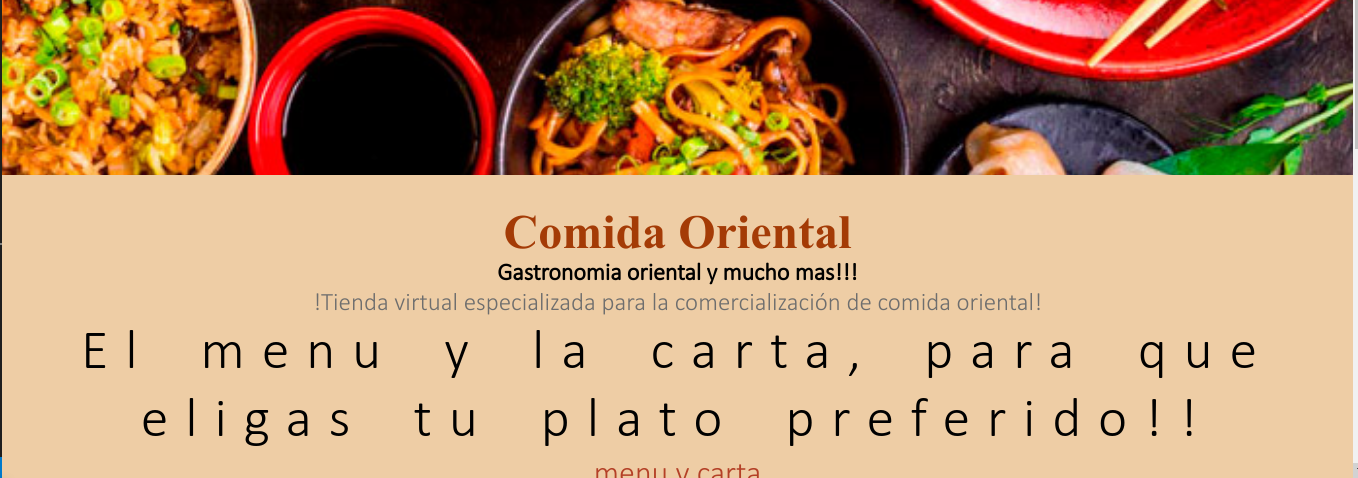 Comida Oriental
Gastronomia oriental y mucho mas!!!
!Tienda virtual especializada para la comercialización de comida oriental!
El menu y la carta, para que
eligas tu plato preferido!!
menu y carta